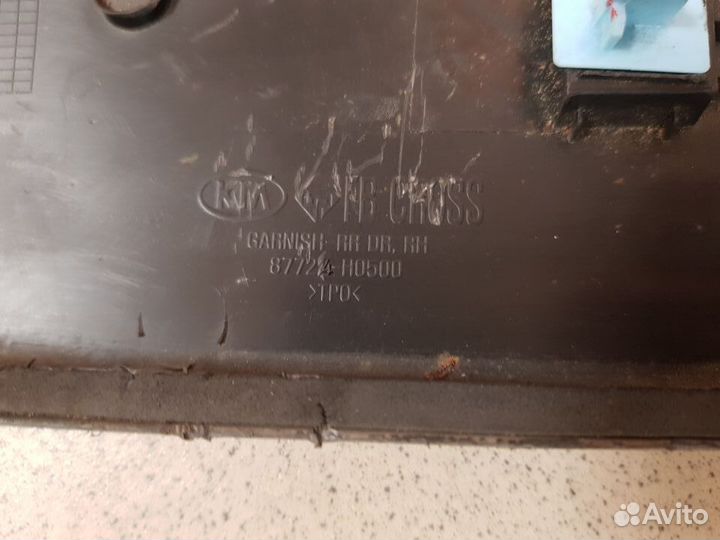 KIA FB CROSS
GARNISH- RR DR, RH
87724-H0500
>TPO<
Avito